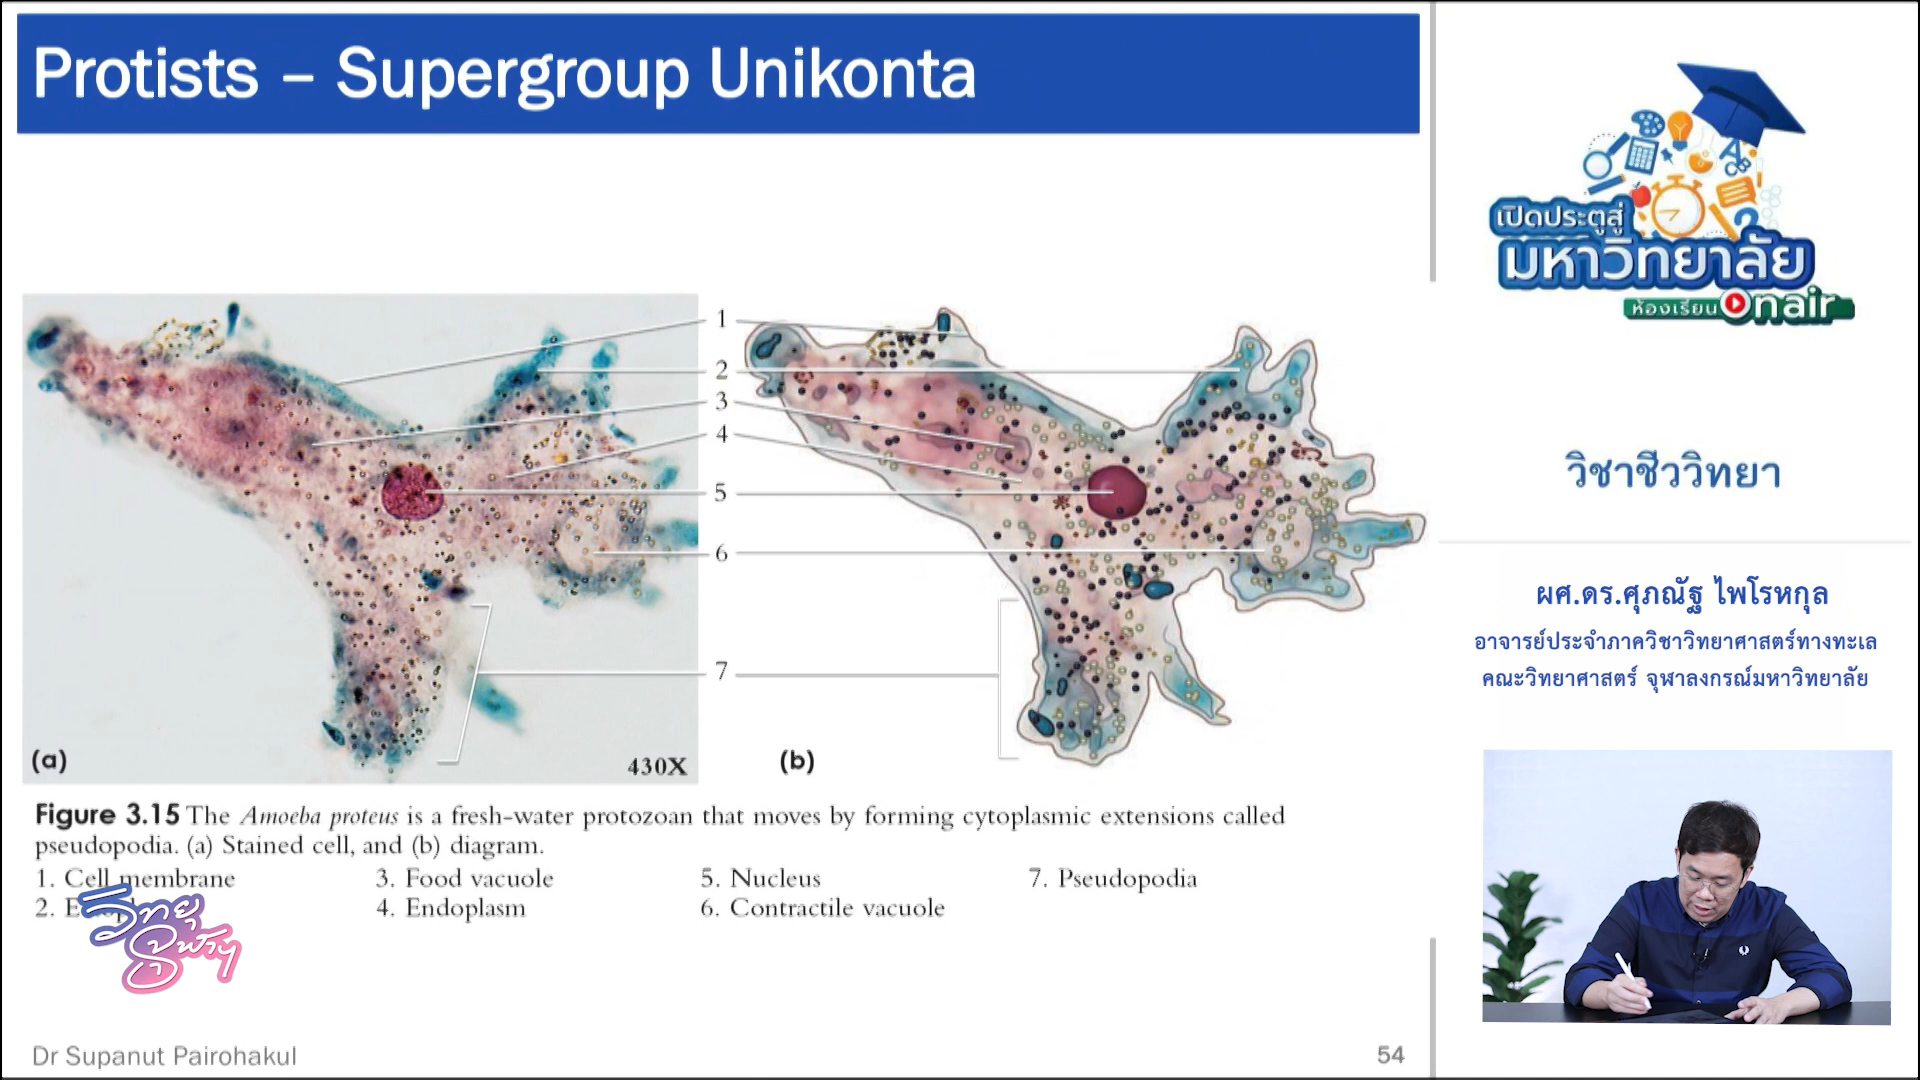 Protists – Supergroup Unikonta
1
2
3
4
5
6
7
(a)
430X
(b)
Figure 3.15 The Amoeba proteus is a fresh-water protozoan that moves by forming cytoplasmic extensions called
pseudopodia. (a) Stained cell, and (b) diagram.
1. Cell membrane
3. Food vacuole
5. Nucleus
7. Pseudopodia
2.
4. Endoplasm
6. Contractile vacuole
วิทยุ
จุฬาฯ
Dr Supanut Pairohakul
54
เปิดประตูสู่
มหาวิทยาลัย
ห้องเรียน Onair
วิชาชีววิทยา
ผศ.ดร.ศุภณัฐ ไพโรหกุล
อาจารย์ประจำภาควิชาวิทยาศาสตร์ทางทะเล
คณะวิทยาศาสตร์ จุฬาลงกรณ์มหาวิทยาลัย